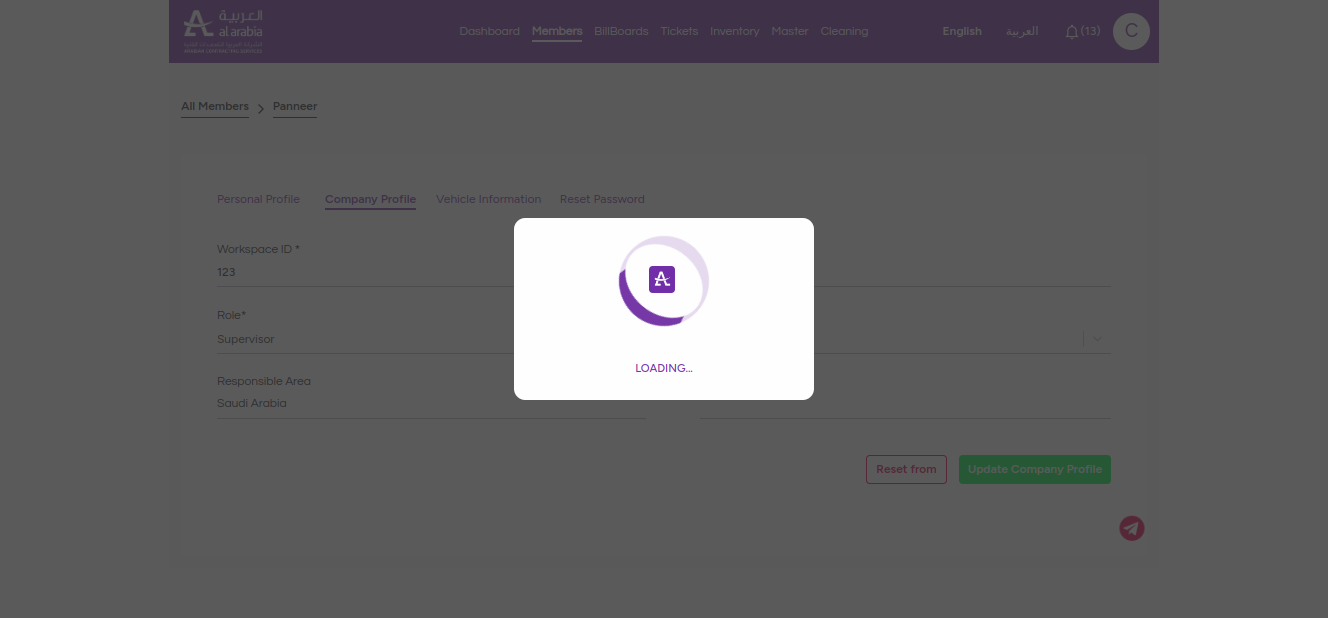 العربية
al arabia
Dashboard Members BillBoards Tickets Inventory Master Cleaning English العربية (13) C
All Members > Panneer
Personal Profile Company Profile Vehicle Information Reset Password
Workspace ID *
123
Role*
Supervisor
LOADING...
Responsible Area
Saudi Arabia
Reset from Update Company Profile